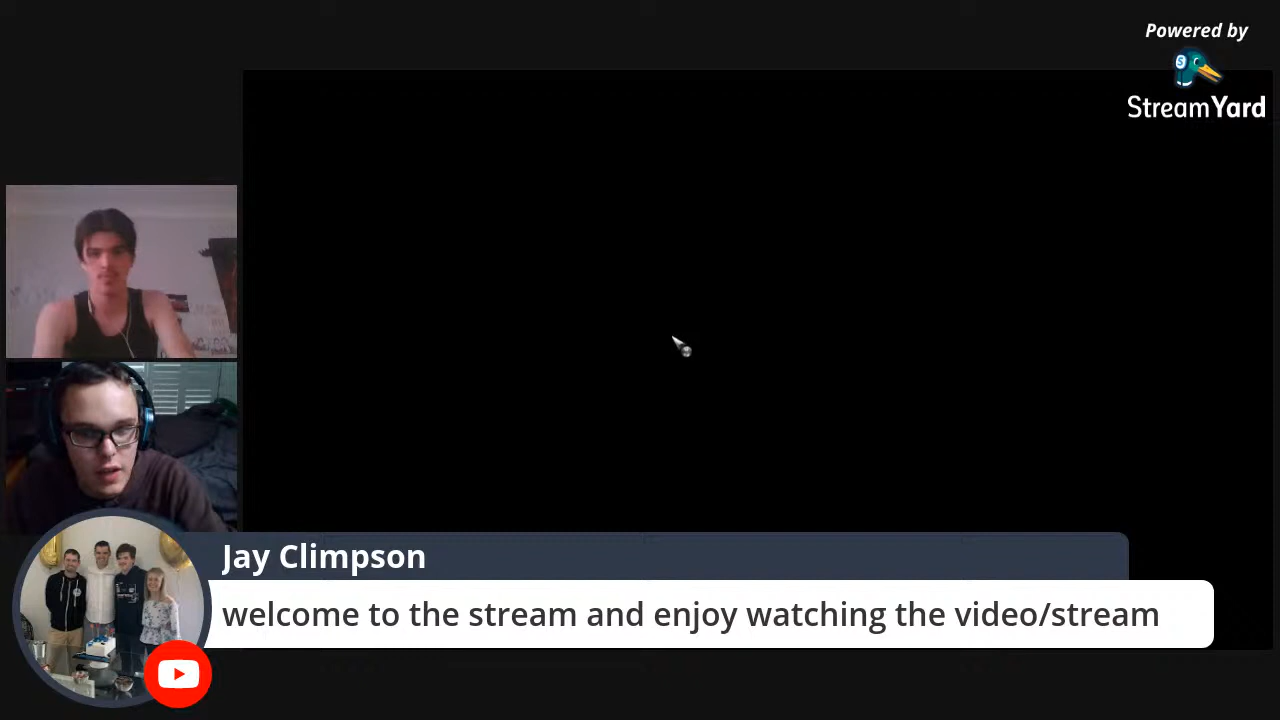 Powered by
StreamYard
Jay Climpson
welcome to the stream and enjoy watching the video/stream